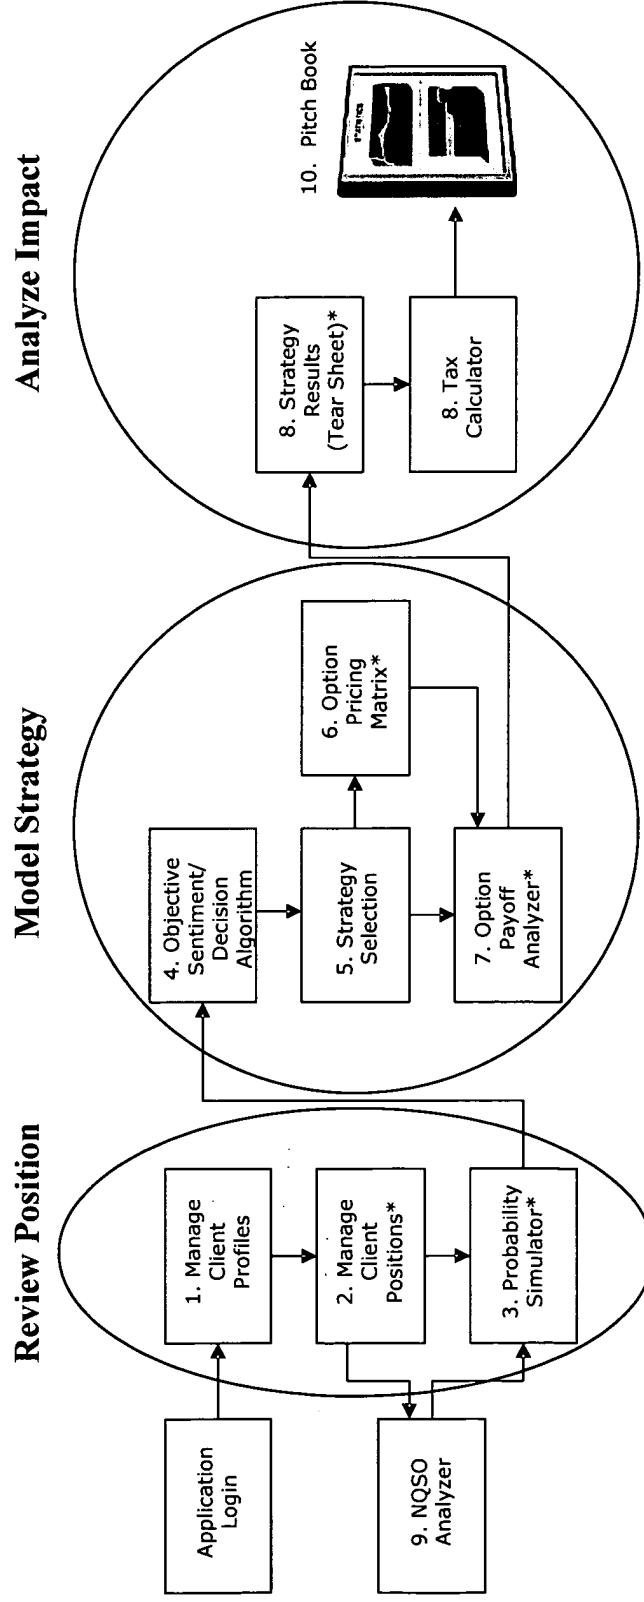 Review Position
Model Strategy
Analyze Impact
Application
Login
1. Manage
Client
Profiles
2. Manage
Client
Positions*
3. Probability
Simulator*
9. NQSO
Analyzer
4. Objective
Sentiment/
Decision
Algorithm
5. Strategy
Selection
6. Option
Pricing
Matrix*
7. Option
Payoff
Analyzer*
8. Strategy
Results
(Tear Sheet)*
8. Tax
Calculator
10. Pitch Book